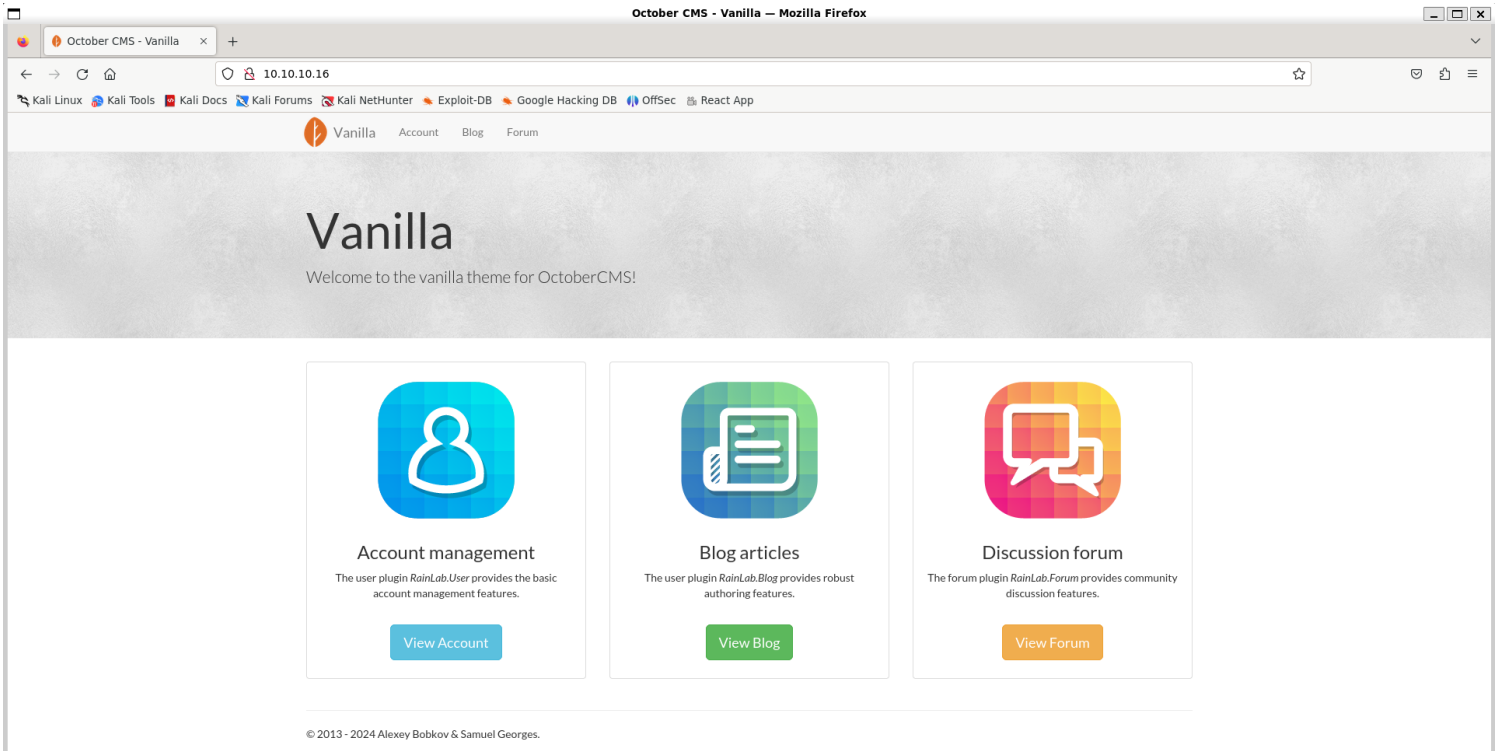 October CMS - Vanilla — Mozilla Firefox
October CMS - Vanilla
10.10.10.16
Kali Linux Kali Tools Kali Docs Kali Forums Kali NetHunter Exploit-DB Google Hacking DB OffSec React App
Vanilla Account Blog Forum
Vanilla
Welcome to the vanilla theme for OctoberCMS!
Account management
The user plugin RainLab.User provides the basic
account management features.
View Account
Blog articles
The user plugin RainLab.Blog provides robust
authoring features.
View Blog
Discussion forum
The forum plugin RainLab.Forum provides community
discussion features.
View Forum
© 2013 - 2024 Alexey Bobkov & Samuel Georges.